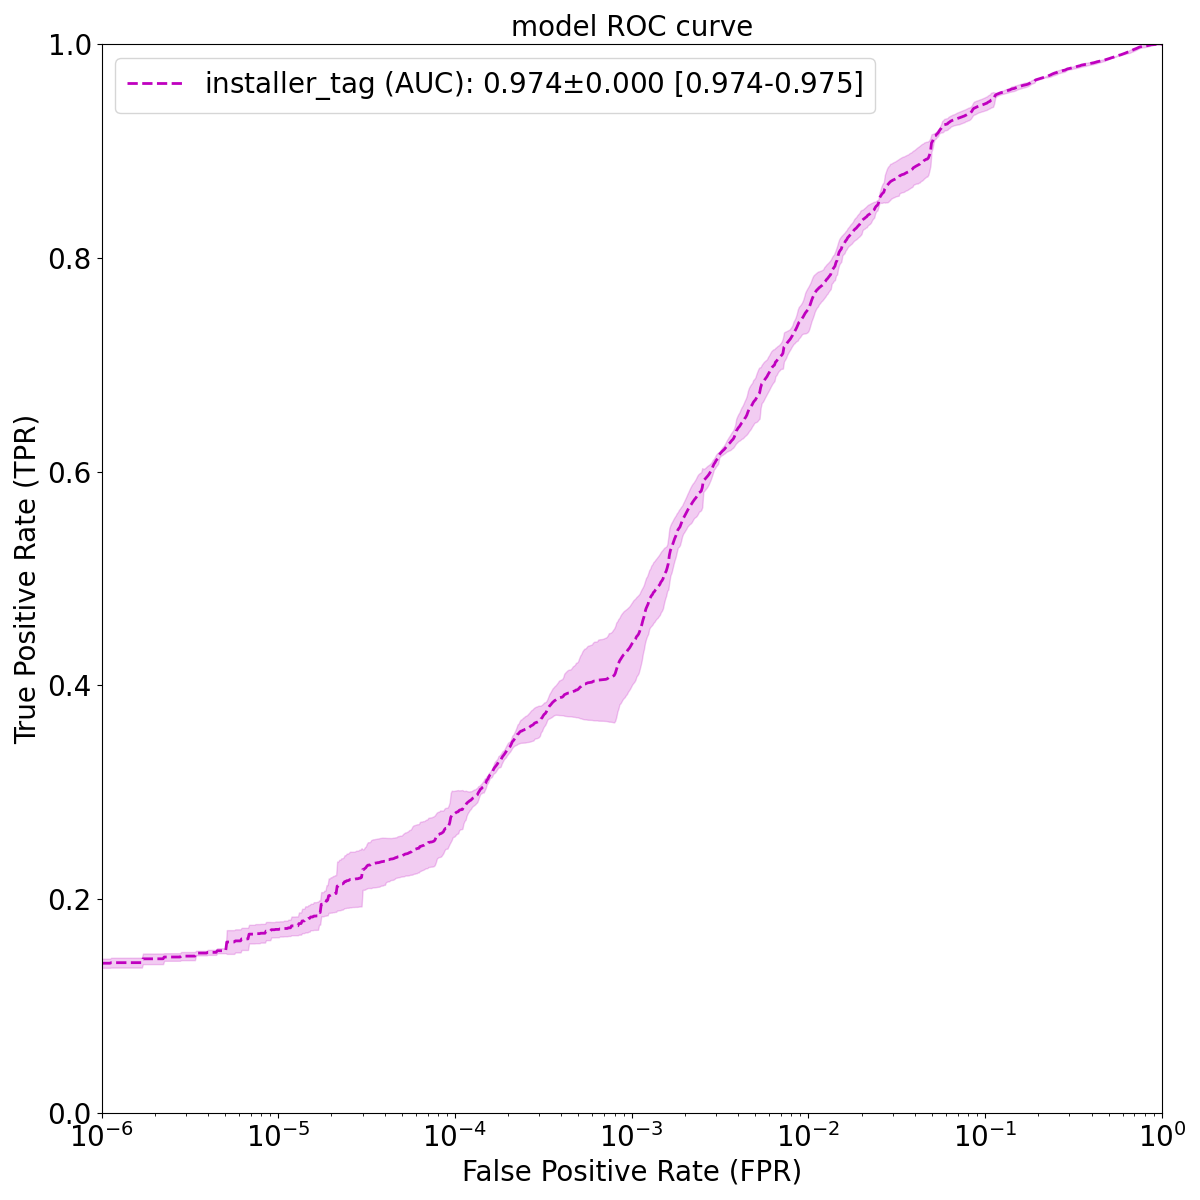 model ROC curve
installer_tag (AUC): 0.974±0.000 [0.974-0.975]
True Positive Rate (TPR)
1.0
0.8
0.6
0.4
0.2
0.0
10⁻⁶ 10⁻⁵ 10⁻⁴ 10⁻³ 10⁻² 10⁻¹ 10⁰
False Positive Rate (FPR)